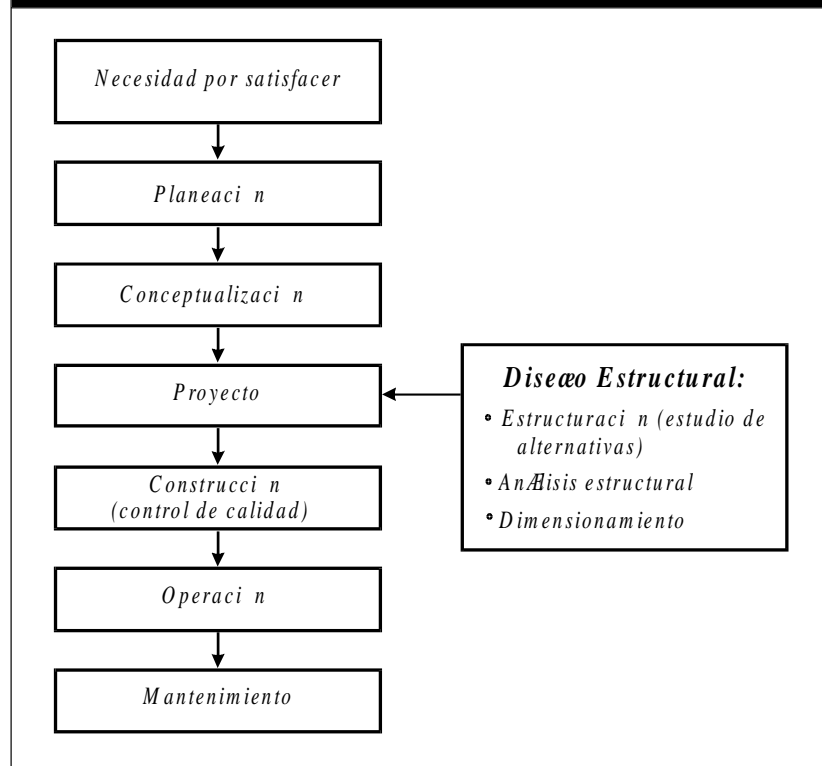 Necesidad por satisfacer
Planeaci n
Conceptualizaci n
Proyecto
Construcci n
(control de calidad)
Operaci n
Mantenimiento
Diseæo Estructural:
• Estructuraci n (estudio de
alternativas)
• AnÆlisis estructural
• Dimensionamiento